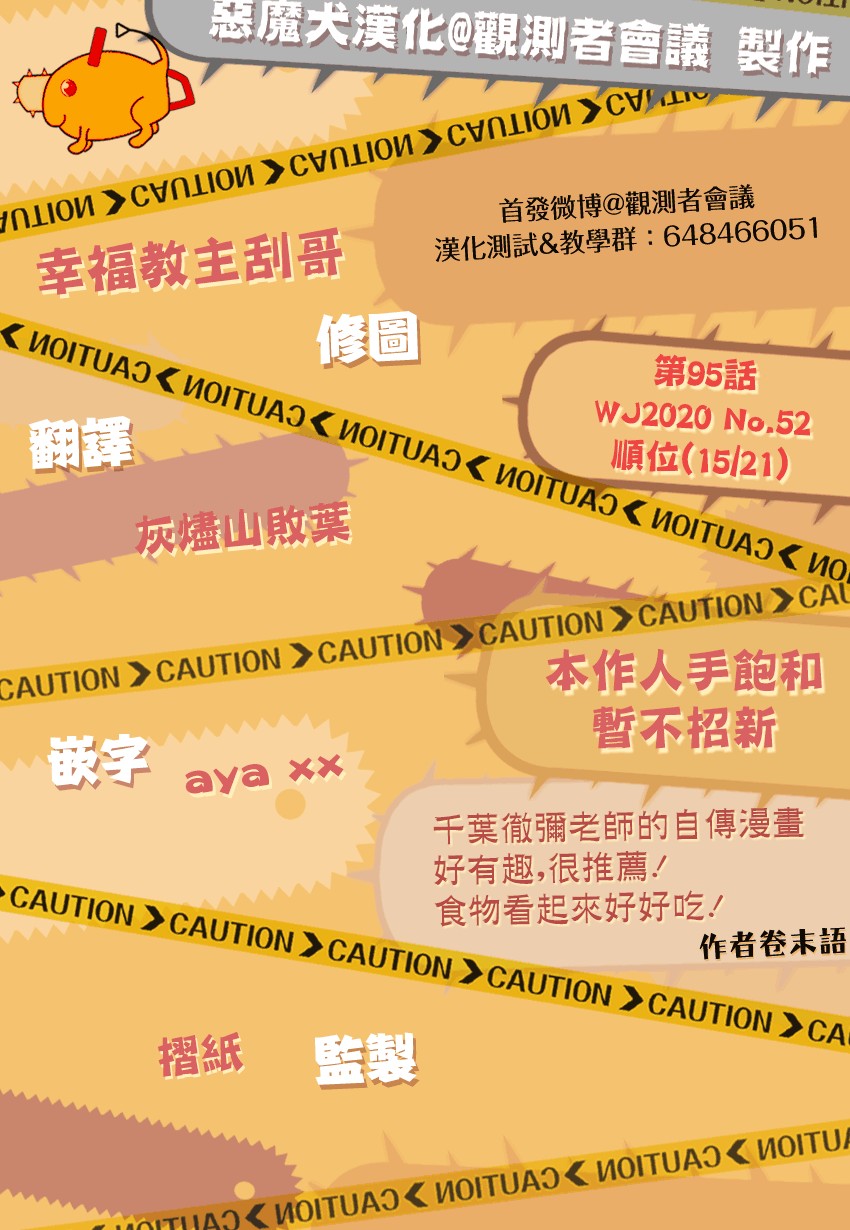 惡魔犬漢化@觀測者會議 製作
CAUTION CAUTION CAUTION CAUTION
首發微博@觀測者會議
漢化測試&教學群：648466051
幸福教主刮哥
修圖
CAUTION CAUTION CAUTION CAUTION CAUTION
第95話
WJ2020 No.52
順位(15/21)
翻譯
灰燼山敗葉
CAUTION CAUTION CAUTION CAUTION CAUTION
本作人手飽和
暫不招新
嵌字
aya xx
千葉徹彌老師的自傳漫畫
好有趣,很推薦!
食物看起來好好吃!
作者卷末語
CAUTION CAUTION CAUTION CAUTION CAUTION
摺紙
監製
CAUTION CAUTION CAUTION CAUTION